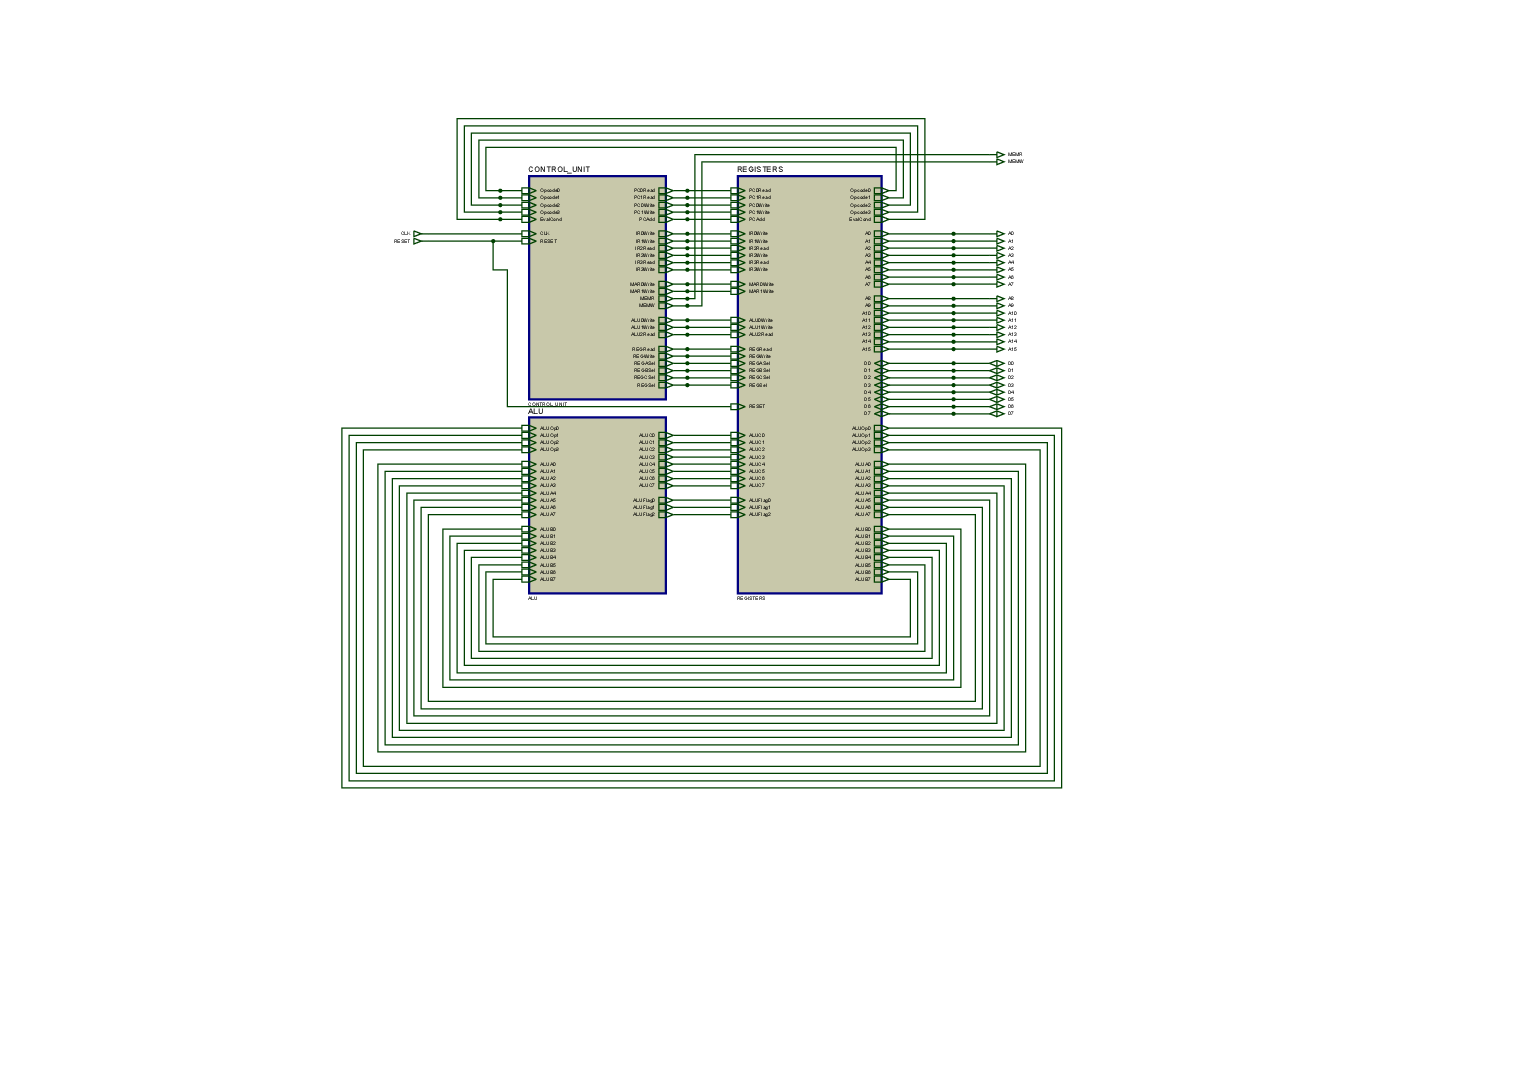 CONTROL_UNIT
Opcode0
Opcode1
Opcode2
Opcode3
EvalCond
CLK
RESET
CLK
RESET
PC0Read
PC1Read
PC0Write
PC1Write
PCAdd
IR0Write
IR1Write
IR2Read
IR2Write
IR3Read
IR3Write
MAR0Write
MAR1Write
MEMR
MEMW
ALU0Write
ALU1Write
ALU2Read
REGRead
REGWrite
REGASel
REGBSel
REGCSel
REGSel
CONTROL_UNIT
REGISTERS
PC0Read
PC1Read
PC0Write
PC1Write
PCAdd
IR0Write
IR1Write
IR2Read
IR2Write
IR3Read
IR3Write
MAR0Write
MAR1Write
ALU0Write
ALU1Write
ALU2Read
REGRead
REGWrite
REGASel
REGBSel
REGCSel
REGSel
RESET
ALUC0
ALUC1
ALUC2
ALUC3
ALUC4
ALUC5
ALUC6
ALUC7
ALUFlag0
ALUFlag1
ALUFlag2
Opcode0
Opcode1
Opcode2
Opcode3
EvalCond
A0
A1
A2
A3
A4
A5
A6
A7
A8
A9
A10
A11
A12
A13
A14
A15
D0
D1
D2
D3
D4
D5
D6
D7
ALUOp0
ALUOp1
ALUOp2
ALUOp3
ALUA0
ALUA1
ALUA2
ALUA3
ALUA4
ALUA5
ALUA6
ALUA7
ALUB0
ALUB1
ALUB2
ALUB3
ALUB4
ALUB5
ALUB6
ALUB7
REGISTERS
MEMR
MEMW
A0
A1
A2
A3
A4
A5
A6
A7
A8
A9
A10
A11
A12
A13
A14
A15
D0
D1
D2
D3
D4
D5
D6
D7
ALU
ALUOp0
ALUOp1
ALUOp2
ALUOp3
ALUA0
ALUA1
ALUA2
ALUA3
ALUA4
ALUA5
ALUA6
ALUA7
ALUB0
ALUB1
ALUB2
ALUB3
ALUB4
ALUB5
ALUB6
ALUB7
ALUC0
ALUC1
ALUC2
ALUC3
ALUC4
ALUC5
ALUC6
ALUC7
ALUFlag0
ALUFlag1
ALUFlag2
ALU